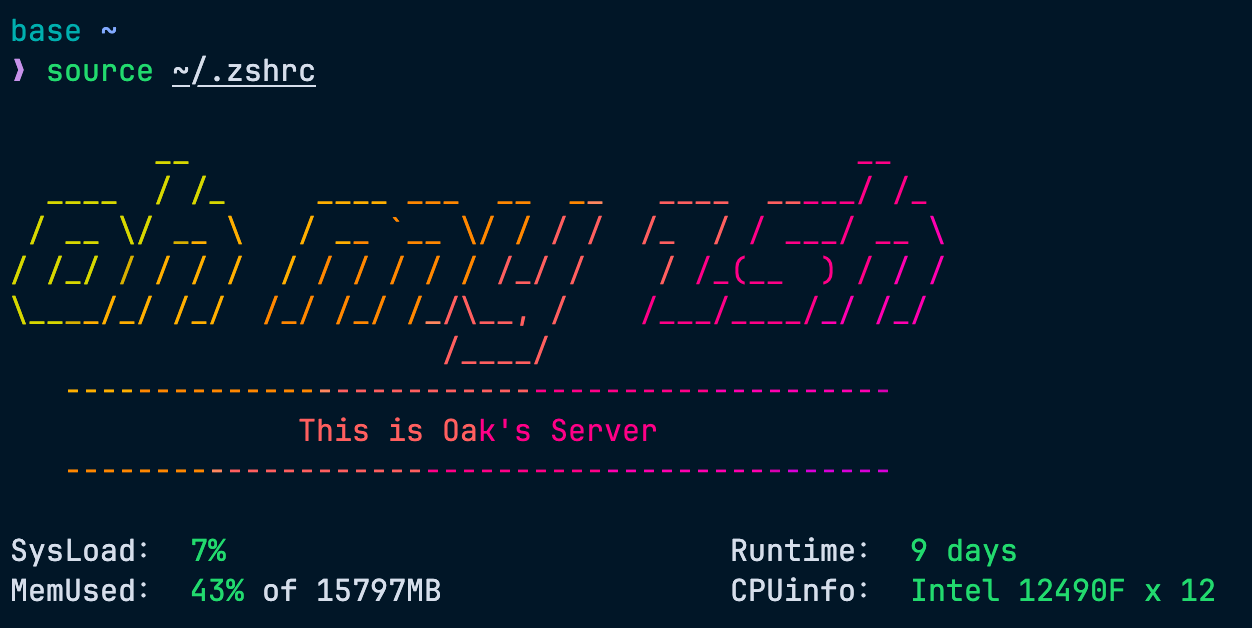 base ~
❱ source ~/.zshrc
         __                                     __
  ____  / /_     ____ ___  __  __   ____  _____/ /_
 / __ \/ __ \   / __ `__ \/ / / /  /_  / / ___/ __ \
/ /_/ / / / /  / / / / / / /_/ /    / /_(__  ) / / /
\____/_/ /_/  /_/ /_/ /_/\__, /    /___/____/_/ /_/
                        /____/
----------------------------------------------
This is Oak's Server
----------------------------------------------
SysLoad:  7%    Runtime:  9 days
MemUsed:  43% of 15797MB    CPUinfo:  Intel 12490F x 12